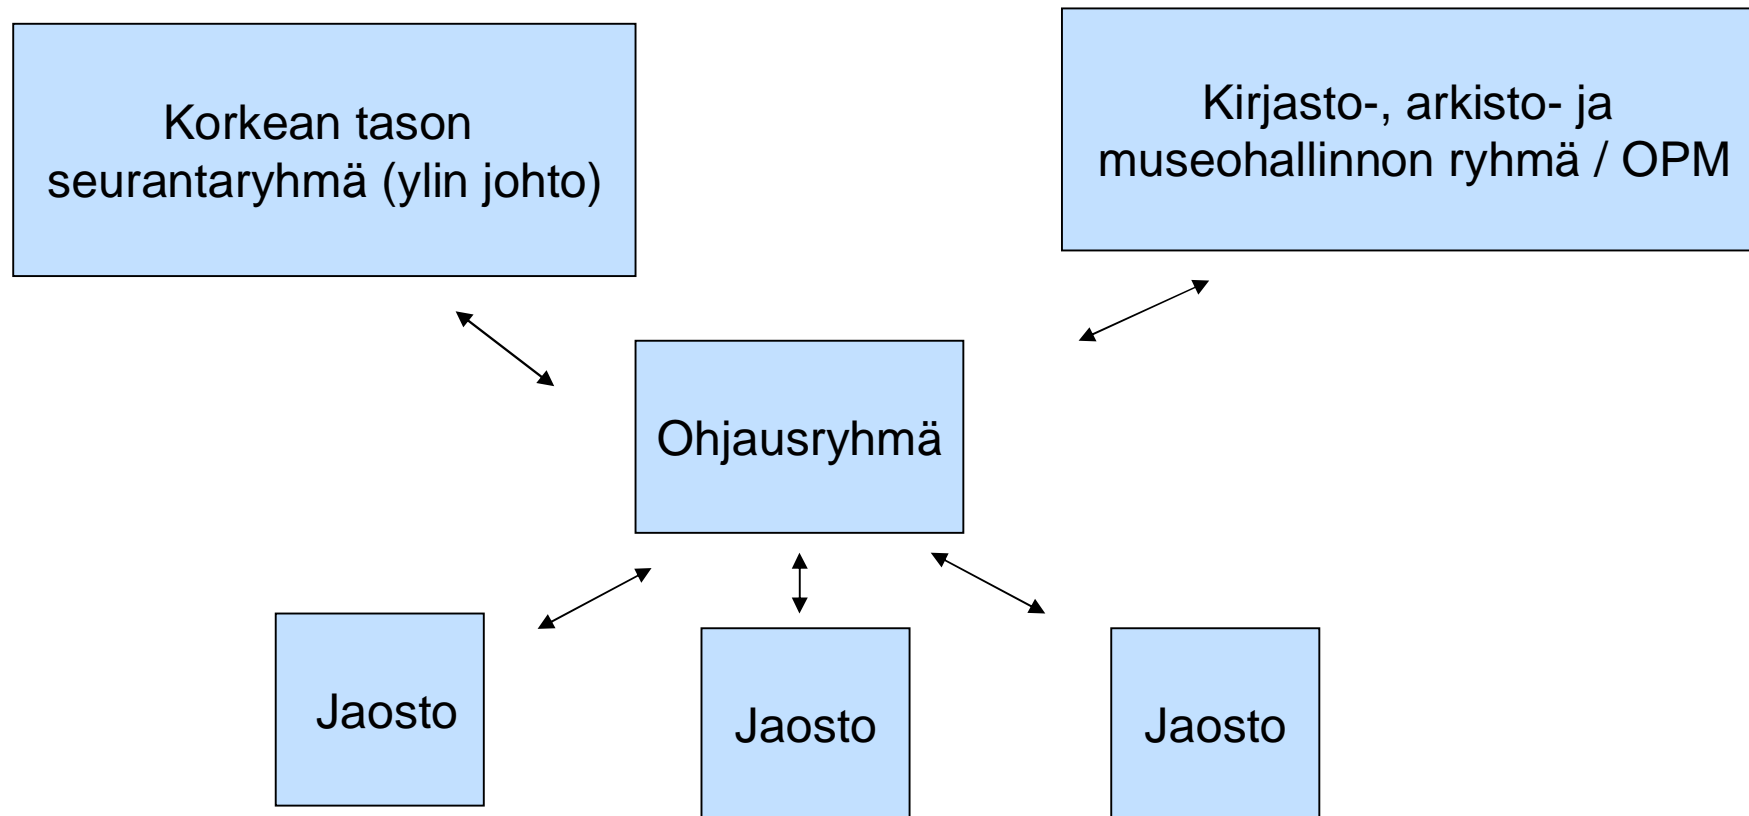 Korkean tason
seurantaryhmä (ylin johto)
Kirjasto-, arkisto- ja
museohallinnon ryhmä / OPM
Ohjausryhmä
Jaosto
Jaosto
Jaosto